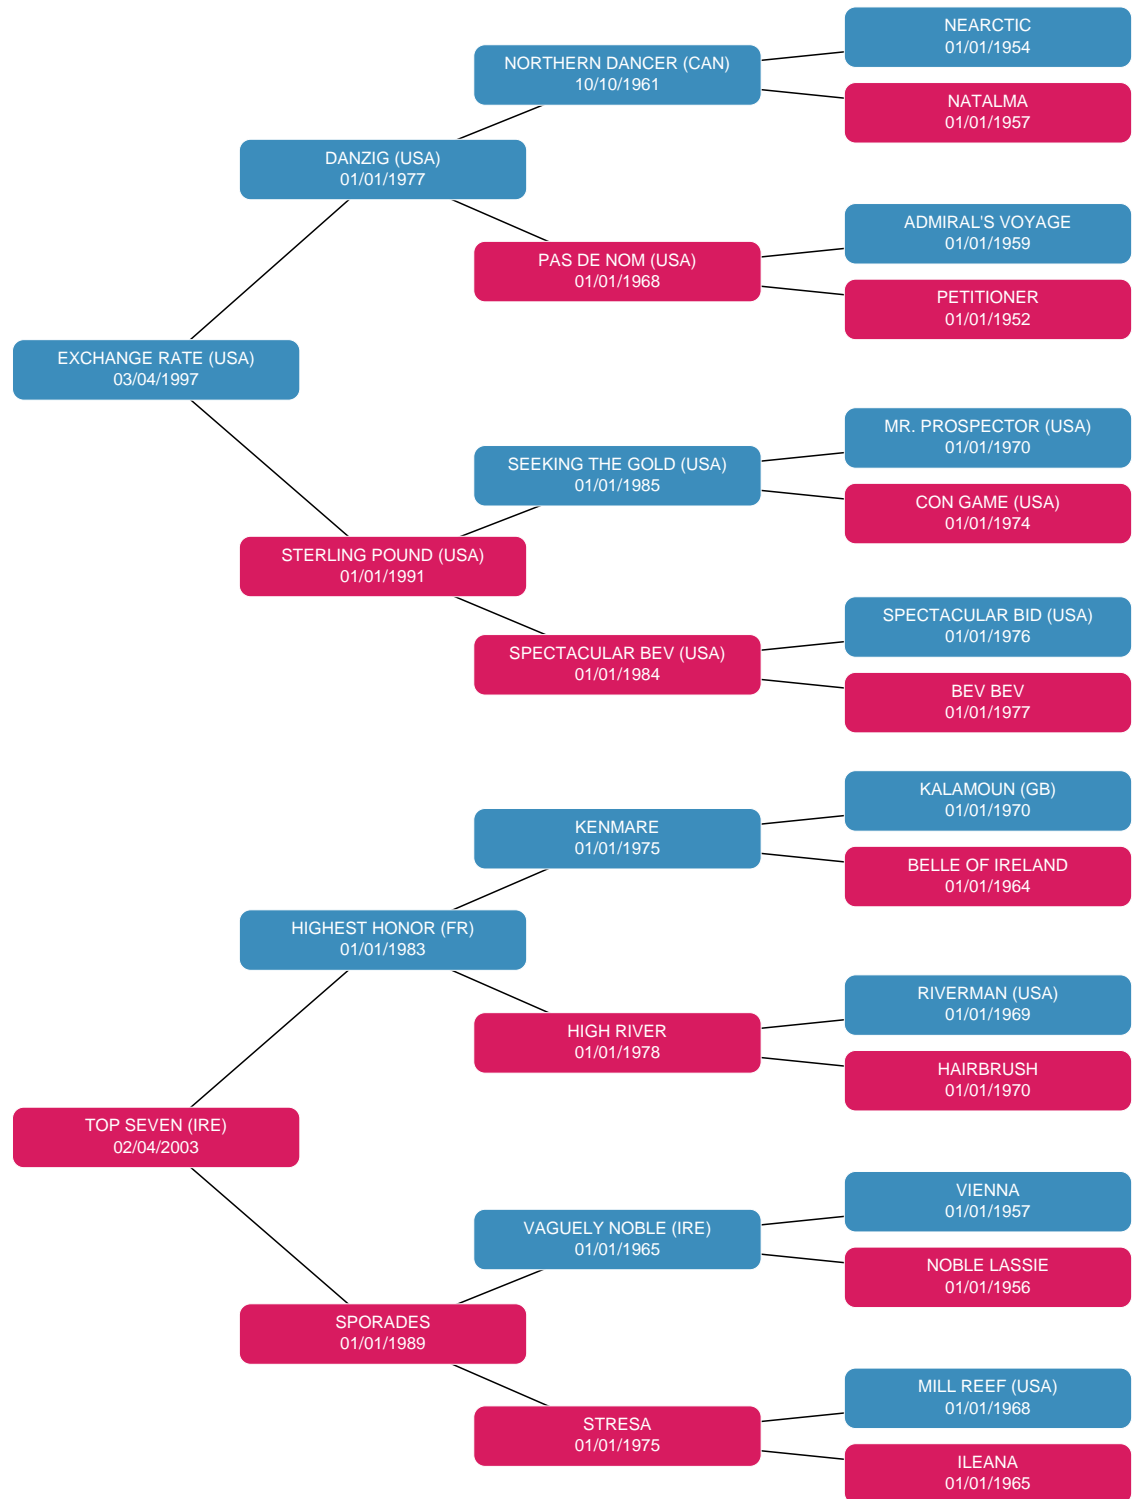 NEARCTIC
01/01/1954
NORTHERN DANCER (CAN)
10/10/1961
NATALMA
01/01/1957
DANZIG (USA)
01/01/1977
ADMIRAL'S VOYAGE
01/01/1959
PAS DE NOM (USA)
01/01/1968
PETITIONER
01/01/1952
EXCHANGE RATE (USA)
03/04/1997
MR. PROSPECTOR (USA)
01/01/1970
SEEKING THE GOLD (USA)
01/01/1985
CON GAME (USA)
01/01/1974
STERLING POUND (USA)
01/01/1991
SPECTACULAR BID (USA)
01/01/1976
SPECTACULAR BEV (USA)
01/01/1984
BEV BEV
01/01/1977
KALAMOUN (GB)
01/01/1970
KENMARE
01/01/1975
BELLE OF IRELAND
01/01/1964
HIGHEST HONOR (FR)
01/01/1983
RIVERMAN (USA)
01/01/1969
HIGH RIVER
01/01/1978
HAIRBRUSH
01/01/1970
TOP SEVEN (IRE)
02/04/2003
VIENNA
01/01/1957
VAGUELY NOBLE (IRE)
01/01/1965
NOBLE LASSIE
01/01/1956
SPORADES
01/01/1989
MILL REEF (USA)
01/01/1968
STRESA
01/01/1975
ILEANA
01/01/1965